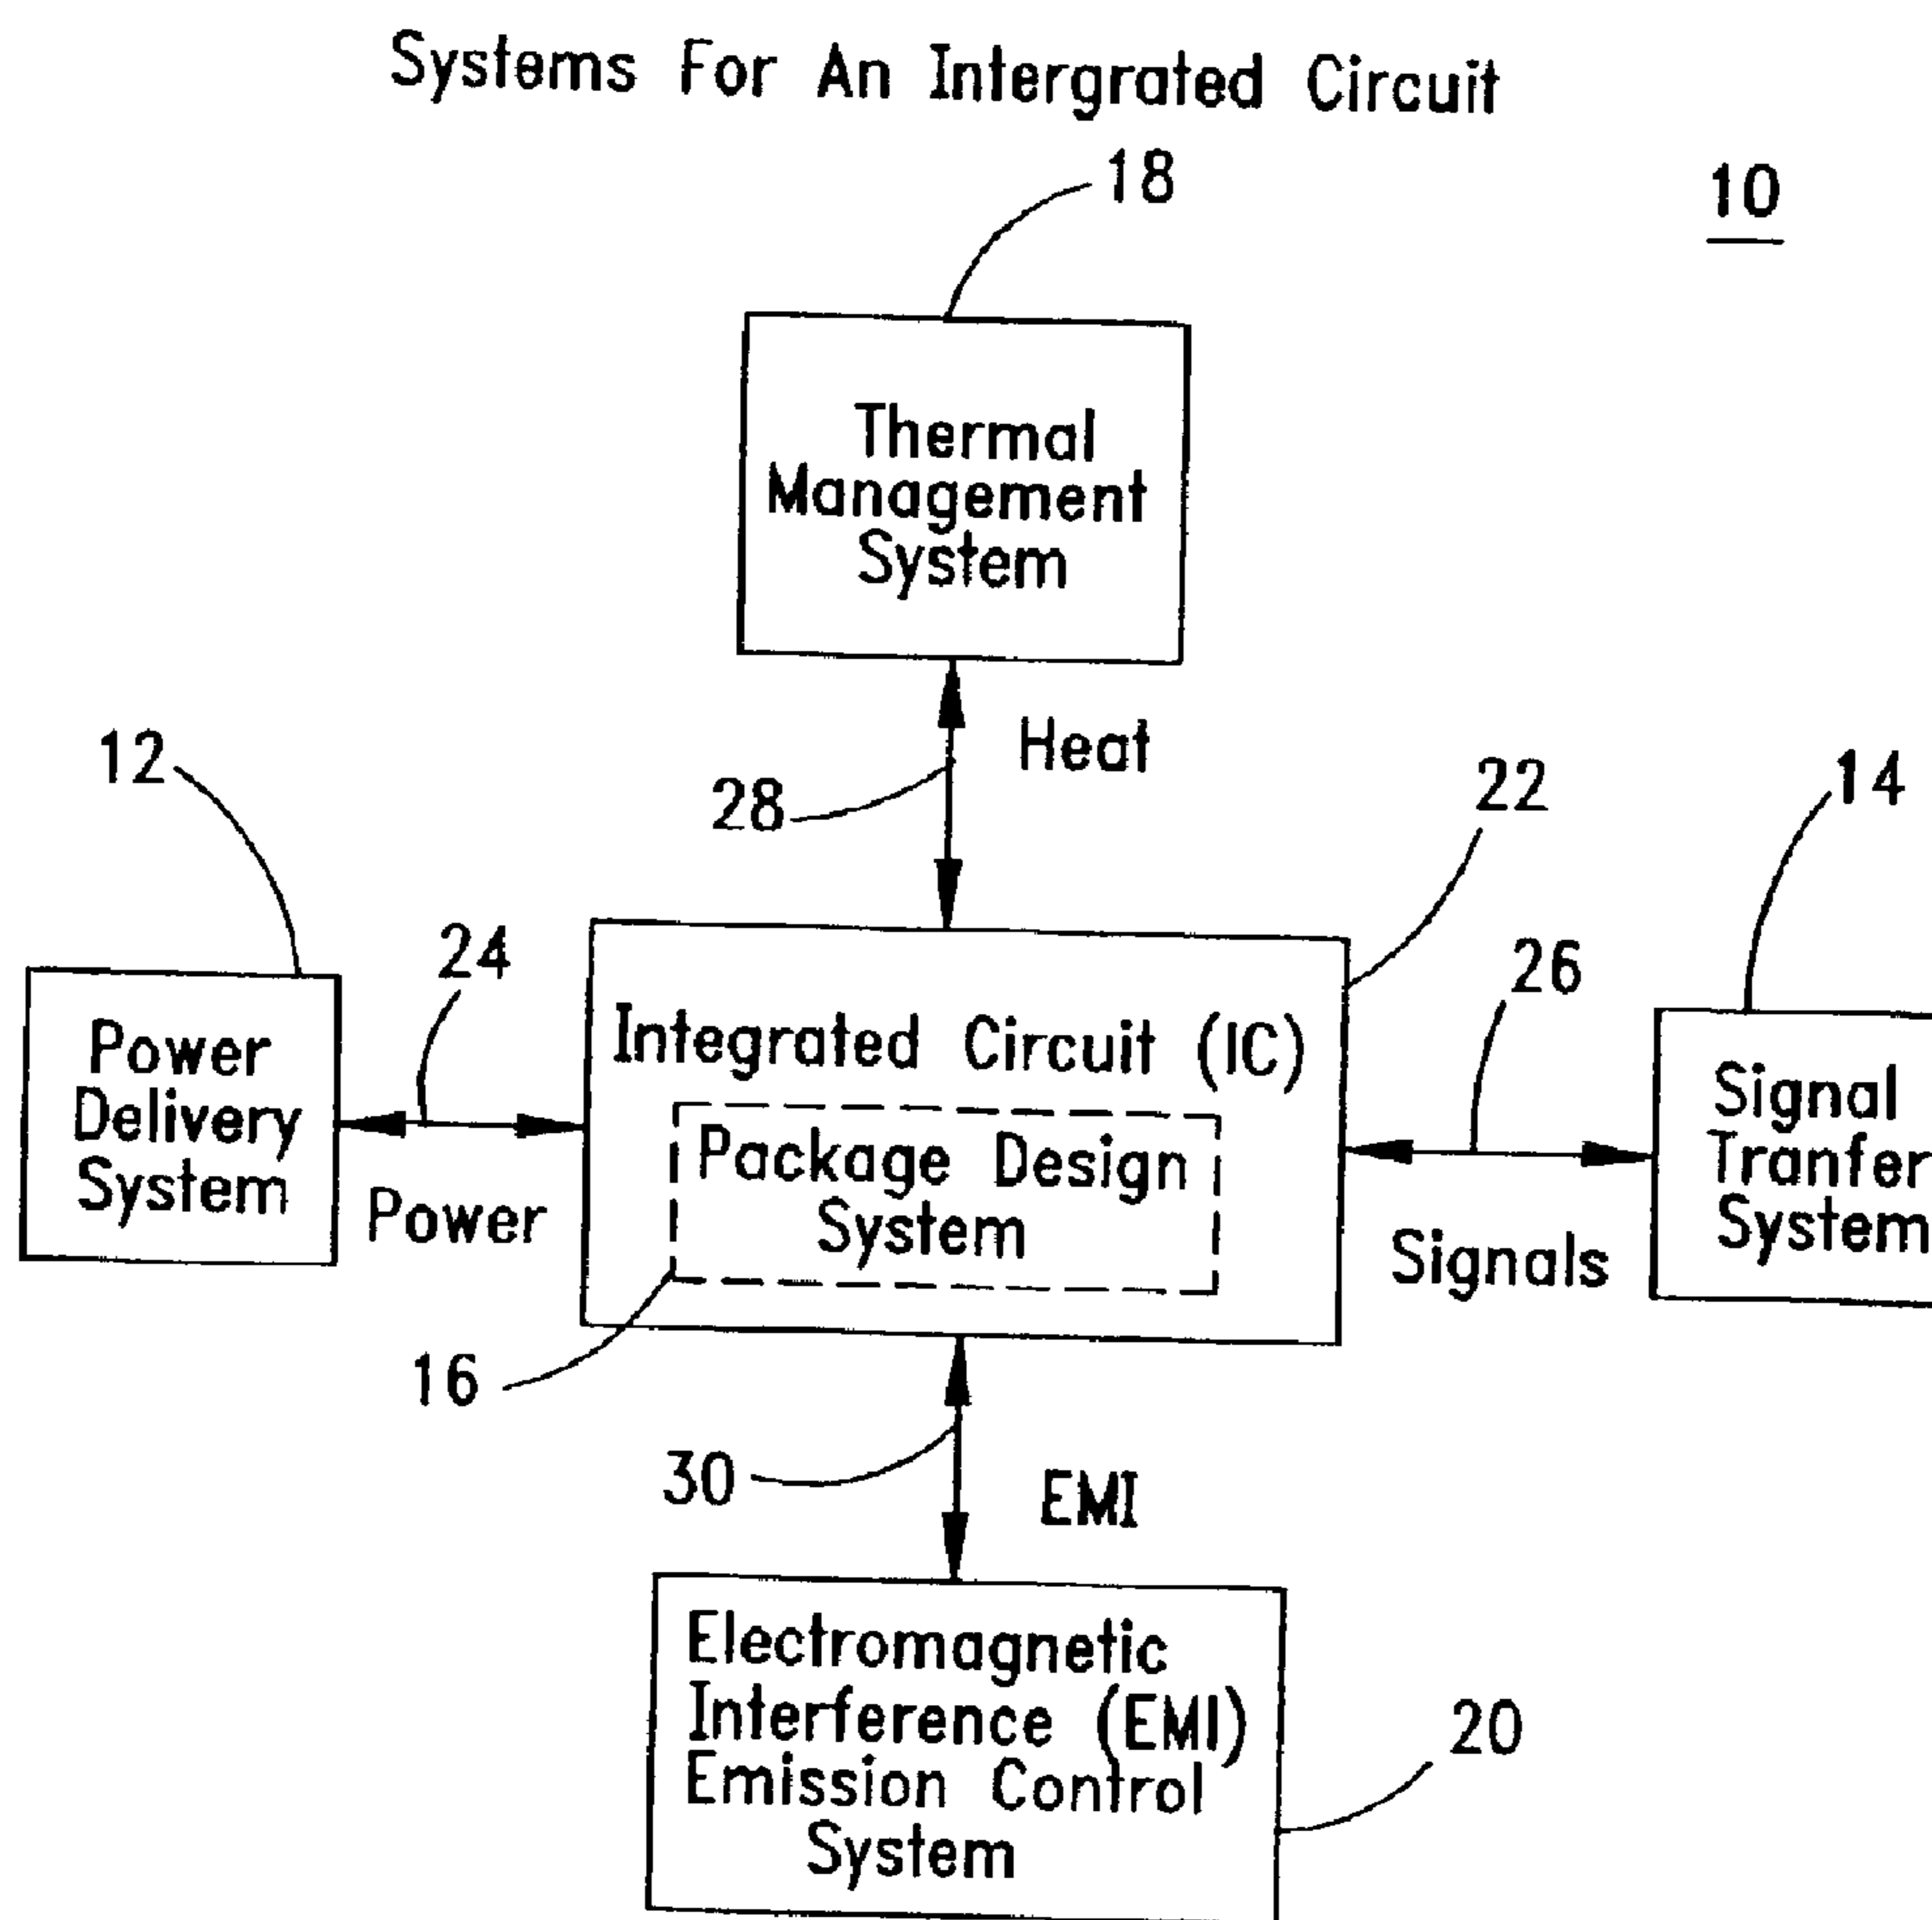 Systems For An Intergrated Circuit
18
10
Thermal
Management
System
Heat
28
12
22
14
24
26
Integrated Circuit (IC)
Power
Delivery
System
Package Design
System
Signal
Tranfer
System
Power
Signals
16
30
EMI
Electromagnetic
Interference (EMI)
Emission Control
System
20